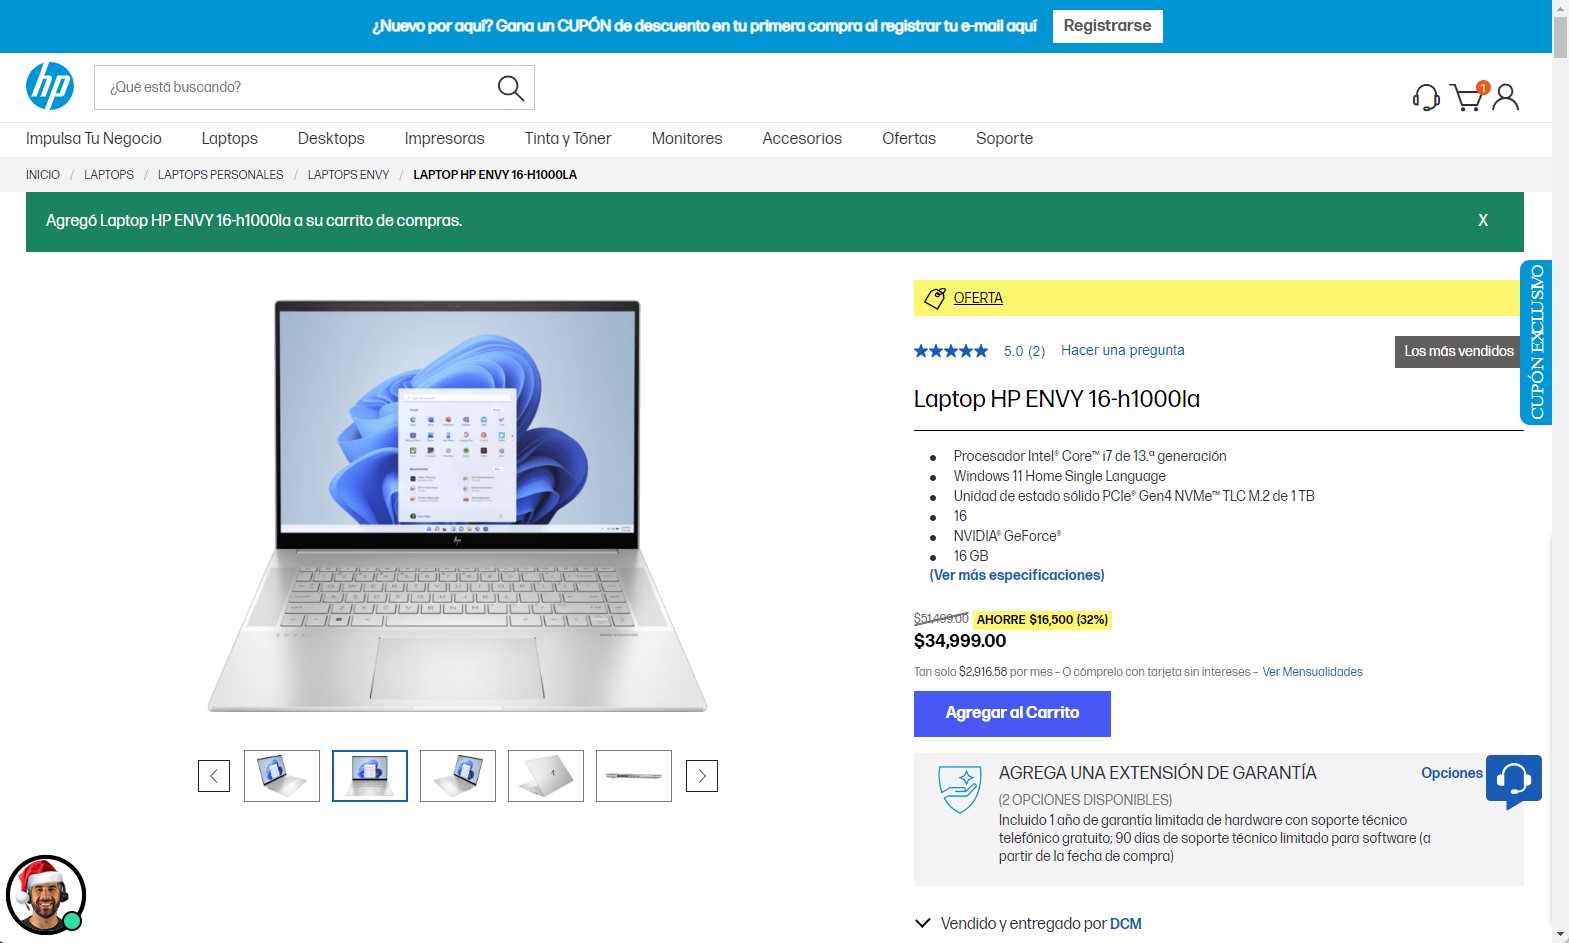 ¿Nuevo por aquí? Gana un CUPÓN de descuento en tu primera compra al registrar tu e-mail aquí
Registrarse
hp
¿Qué está buscando?
1
Impulsa Tu Negocio
Laptops
Desktops
Impresoras
Tinta y Tóner
Monitores
Accesorios
Ofertas
Soporte
INICIO / LAPTOPS / LAPTOPS PERSONALES / LAPTOPS ENVY / LAPTOP HP ENVY 16-H1000LA
Agregó Laptop HP ENVY 16-h1000la a su carrito de compras.
X
OFERTA
CUPÓN EXCLUSIVO
5.0 (2)
Hacer una pregunta
Los más vendidos
Laptop HP ENVY 16-h1000la
Procesador Intel® Core™ i7 de 13.ª generación
Windows 11 Home Single Language
Unidad de estado sólido PCIe® Gen4 NVMe™ TLC M.2 de 1 TB
16
NVIDIA® GeForce®
16 GB
(Ver más especificaciones)
$51,499.00 AHORRE $16,500 (32%)
$34,999.00
Tan solo $2,916.58 por mes – O cómprelo con tarjeta sin intereses – Ver Mensualidades
Agregar al Carrito
AGREGA UNA EXTENSIÓN DE GARANTÍA
Opciones
(2 OPCIONES DISPONIBLES)
Incluido 1 año de garantía limitada de hardware con soporte técnico
telefónico gratuito; 90 días de soporte técnico limitado para software (a
partir de la fecha de compra)
Vendido y entregado por DCM